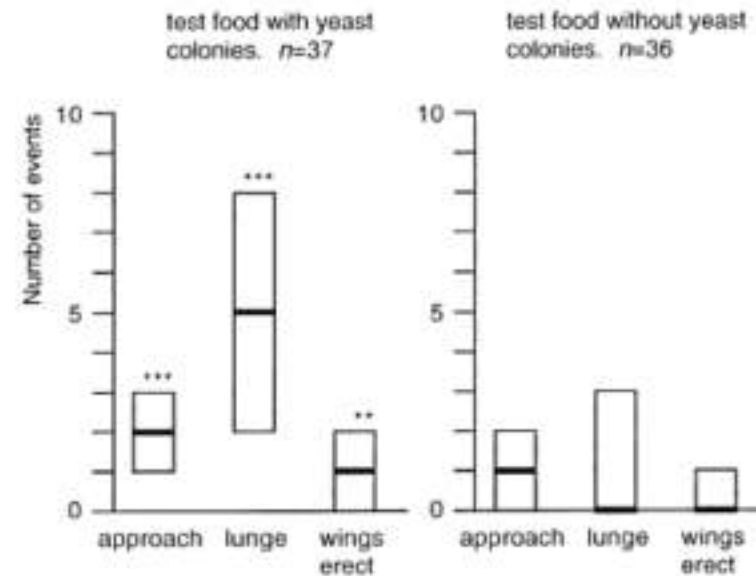 test food with yeast
colonies. n=37
Number of events
10
5
0
***
***
**
approach
lunge
wings
erect
test food without yeast
colonies. n=36
10
5
0
approach
lunge
wings
erect